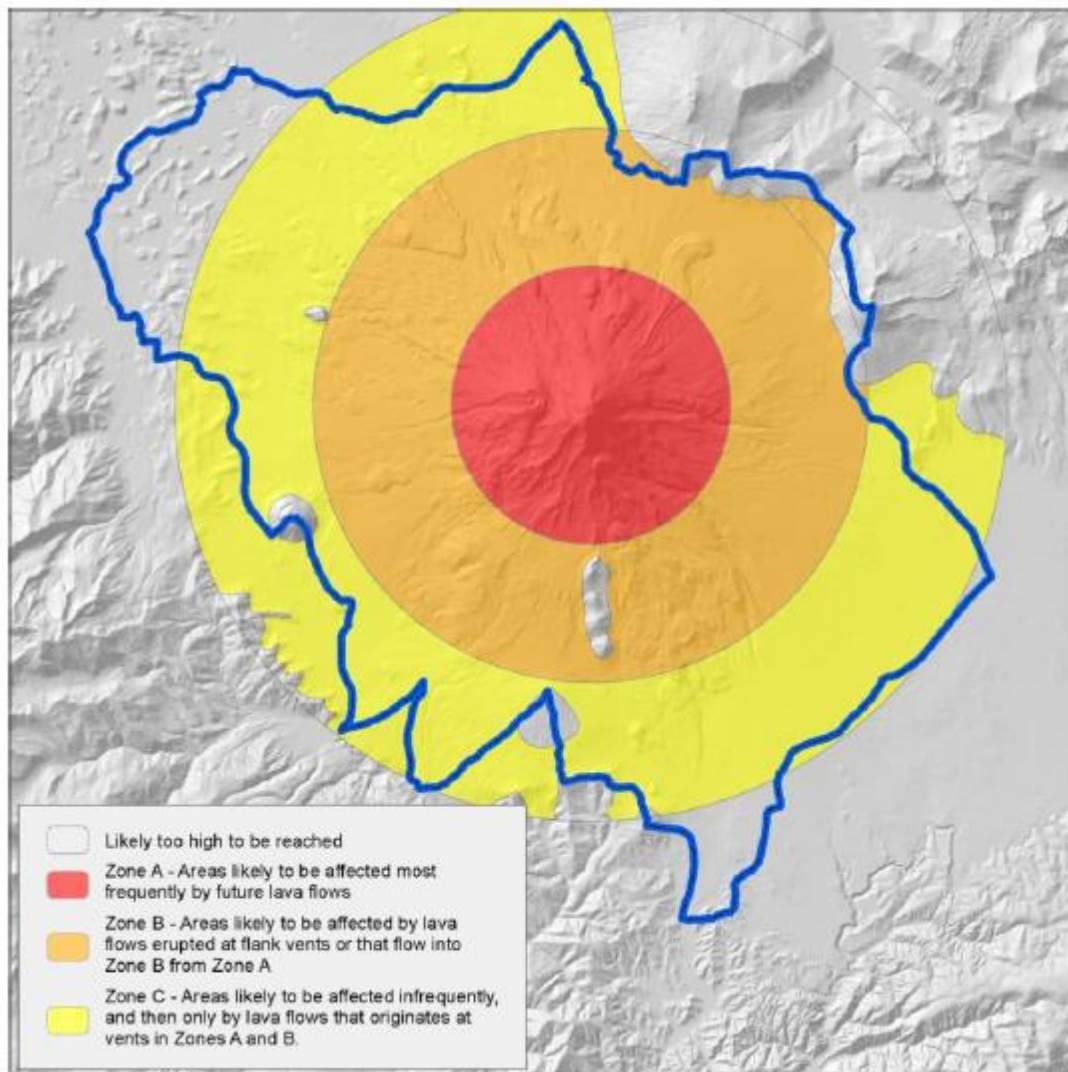 Likely too high to be reached
Zone A - Areas likely to be affected most
frequently by future lava flows
Zone B - Areas likely to be affected by lava
flows erupted at flank vents or that flow into
Zone B from Zone A
Zone C - Areas likely to be affected infrequently,
and then only by lava flows that originates at
vents in Zones A and B.